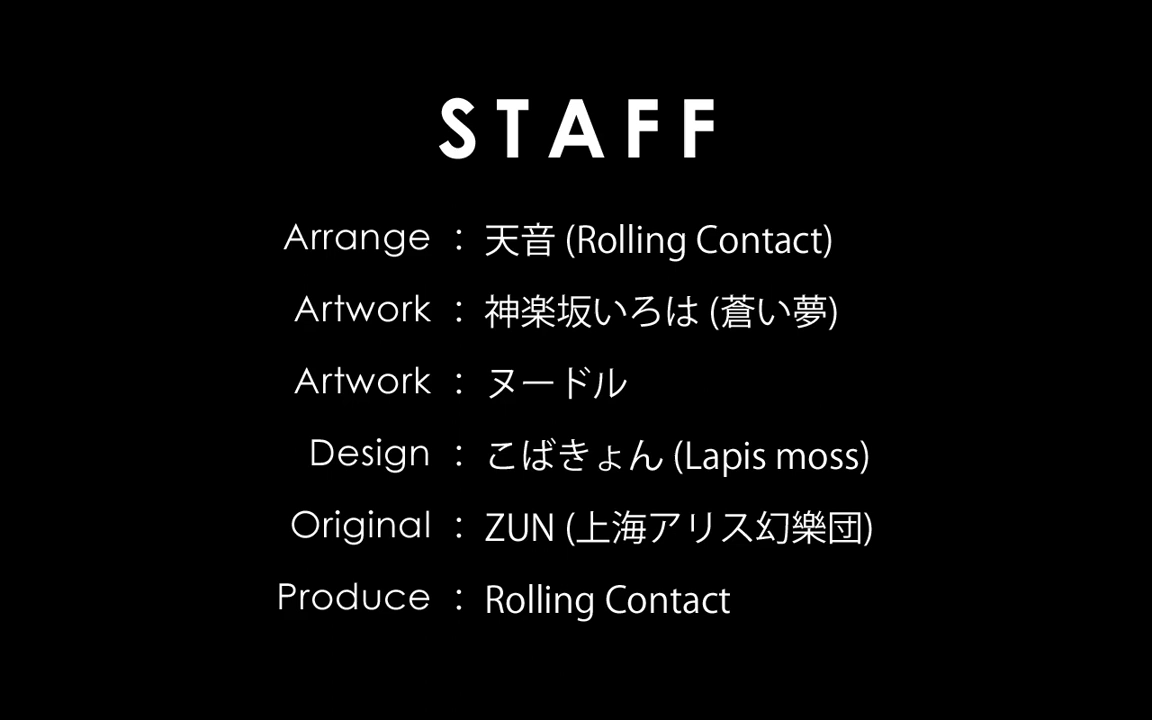 STAFF
Arrange : 天音 (Rolling Contact)
Artwork : 神楽坂いろは (蒼い夢)
Artwork : ヌードル
Design : こばきょん (Lapis moss)
Original : ZUN (上海アリス幻樂団)
Produce : Rolling Contact